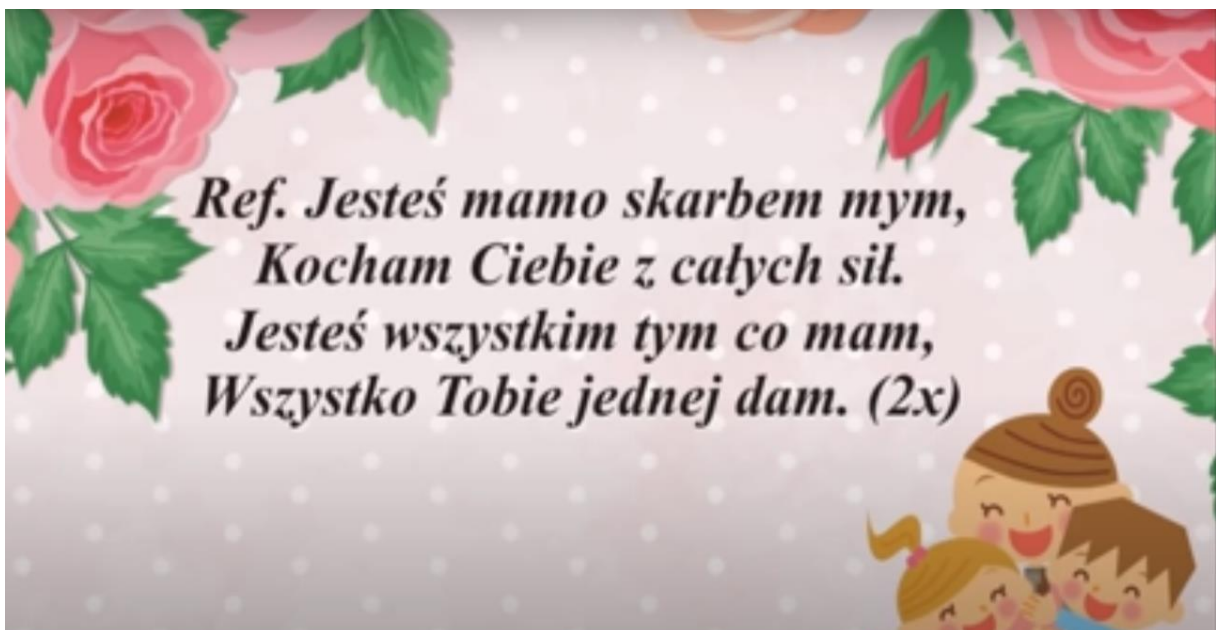 Ref. Jesteś mamo skarbem mym,
Kocham Ciebie z całych sił.
Jesteś wszystkim tym co mam,
Wszystko Tobie jednej dam. (2x)